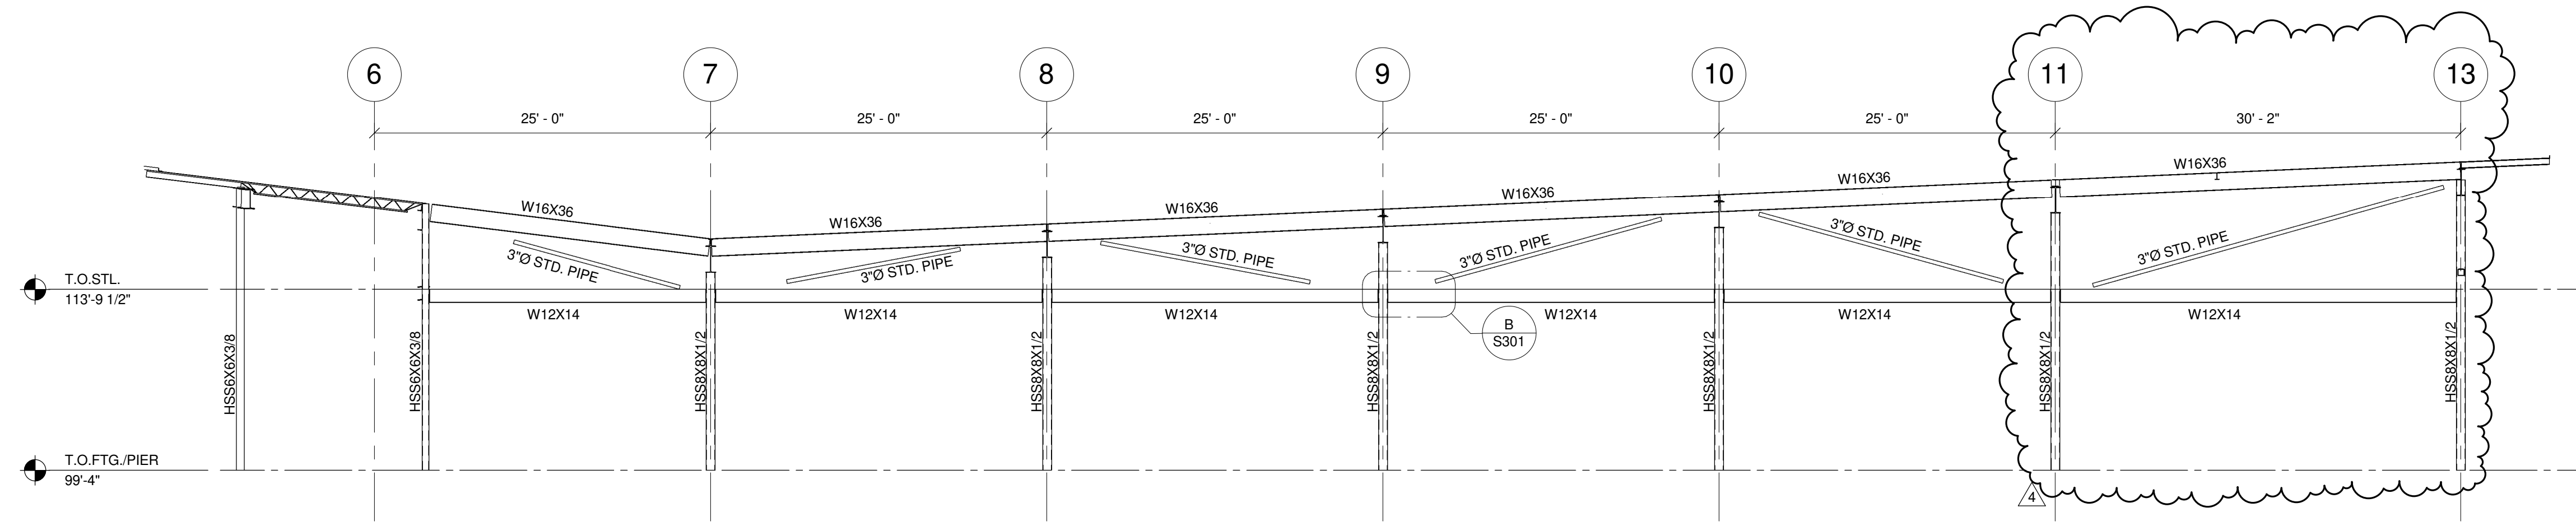 6
7
8
9
10
11
13
25' - 0"
25' - 0"
25' - 0"
25' - 0"
25' - 0"
30' - 2"
W16X36
W16X36
W16X36
W16X36
W16X36
W16X36
3"Ø STD. PIPE
3"Ø STD. PIPE
3"Ø STD. PIPE
3"Ø STD. PIPE
3"Ø STD. PIPE
3"Ø STD. PIPE
T.O.STL.
113'-9 1/2"
W12X14
W12X14
W12X14
W12X14
W12X14
W12X14
B
S301
HSS6X6X3/8
HSS6X6X3/8
HSS8X8X1/2
HSS8X8X1/2
HSS8X8X1/2
HSS8X8X1/2
HSS8X8X1/2
HSS8X8X1/2
T.O.FTG./PIER
99'-4"
4